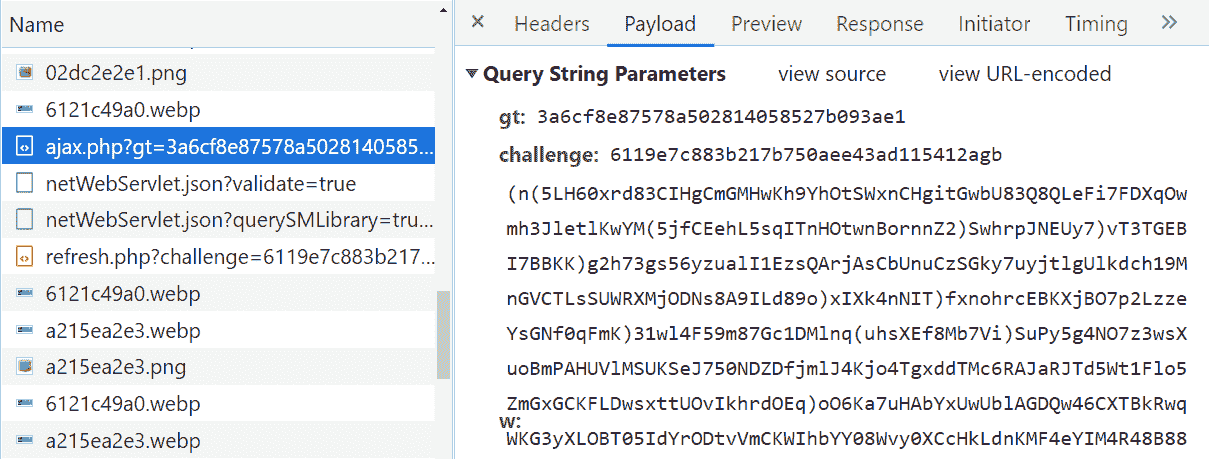 Name
02dc2e2e1.png
6121c49a0.webp
ajax.php?gt=3a6cf8e87578a5028140585...
netWebServlet.json?validate=true
netWebServlet.json?querySMLibrary=tru...
refresh.php?challenge=6119e7c883b217...
6121c49a0.webp
a215ea2e3.webp
a215ea2e3.png
6121c49a0.webp
a215ea2e3.webp
Headers Payload Preview Response Initiator Timing
Query String Parameters view source view URL-encoded
gt: 3a6cf8e87578a502814058527b093ae1
challenge: 6119e7c883b217b750aee43ad115412agb
(n(5LH60xrd83CIHgCmGMHwKh9YhOtSWxnCHgitGwbU83Q8QLeFi7FDXqOw
mh3JletlKwYM(5jfCEehL5sqITnHOtwnBornnZ2)SwhrpJNEUy7)vT3TGEB
I7BBKK)g2h73gs56yzualI1EzsQArjAsCbUnuCzSGky7uyjtlgUlkdch19M
nGVCTLsSUWRXMjODNs8A9ILd89o)xIXk4nNIT)fxnohrcEBKXjBO7p2Lzze
YsGNf0qFmK)31wl4F59m87Gc1DMlnq(uhsXEf8Mb7Vi)SuPy5g4NO7z3wsX
uoBmPAHUVlMSUKSeJ750NDZDfjmlJ4Kjo4TgxddTMc6RAJaRJTd5Wt1Flo5
ZmGxGCKFLDwsxttUOvIkhrdOEq)oO6Ka7uHAbYxUwUblAGDQw46CXTBkRwq
w:
WKG3yXLOBT05IdYrODtvVmCKWIhbYY08Wvy0XCcHkLdnKMF4eYIM4R48B88